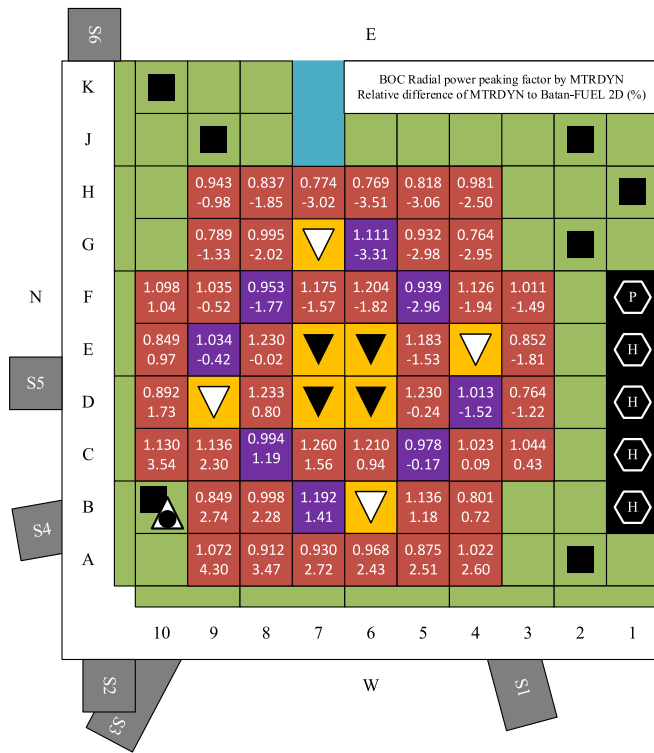 S6
E
BOC Radial power peaking factor by MTRDYN
Relative difference of MTRDYN to Batan-FUEL 2D (%)
K
J
H
0.943 0.837 0.774 0.769 0.818 0.981
-0.98 -1.85 -3.02 -3.51 -3.06 -2.50
G
0.789 0.995 1.111 0.932 0.764
-1.33 -2.02 -3.31 -2.98 -2.95
N
F
1.098 1.035 0.953 1.175 1.204 0.939 1.126 1.011
1.04 -0.52 -1.77 -1.57 -1.82 -2.96 -1.94 -1.49
P
E
0.849 1.034 1.230 1.183 0.852
0.97 -0.42 -0.02 -1.53 -1.81
H
S5
D
0.892 1.233 1.230 1.013 0.764
1.73 0.80 -0.24 -1.52 -1.22
H
C
1.130 1.136 0.994 1.260 1.210 0.978 1.023 1.044
3.54 2.30 1.19 1.56 0.94 -0.17 0.09 0.43
H
S4
B
0.849 0.998 1.192 1.136 0.801
2.74 2.28 1.41 1.18 0.72
H
A
1.072 0.912 0.930 0.968 0.875 1.022
4.30 3.47 2.72 2.43 2.51 2.60
10 9 8 7 6 5 4 3 2 1
S2
S3
W
S1